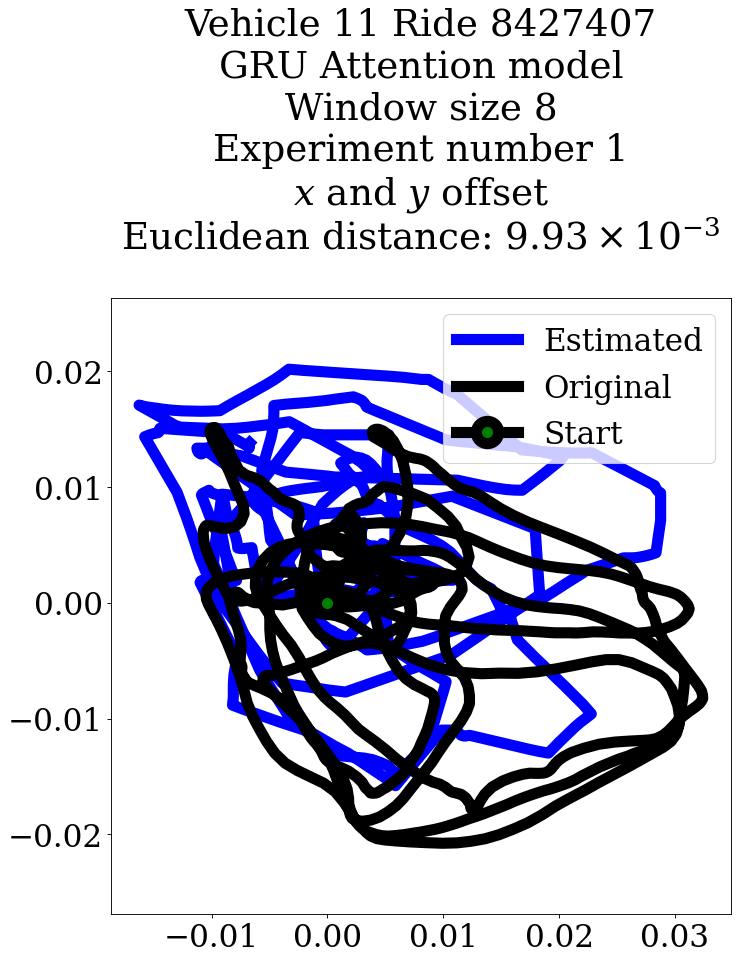 Vehicle 11 Ride 8427407
GRU Attention model
Window size 8
Experiment number 1
x and y offset
Euclidean distance: 9.93 × 10⁻³
Estimated
Original
Start
0.02
0.01
0.00
−0.01
−0.02
−0.01 0.00 0.01 0.02 0.03